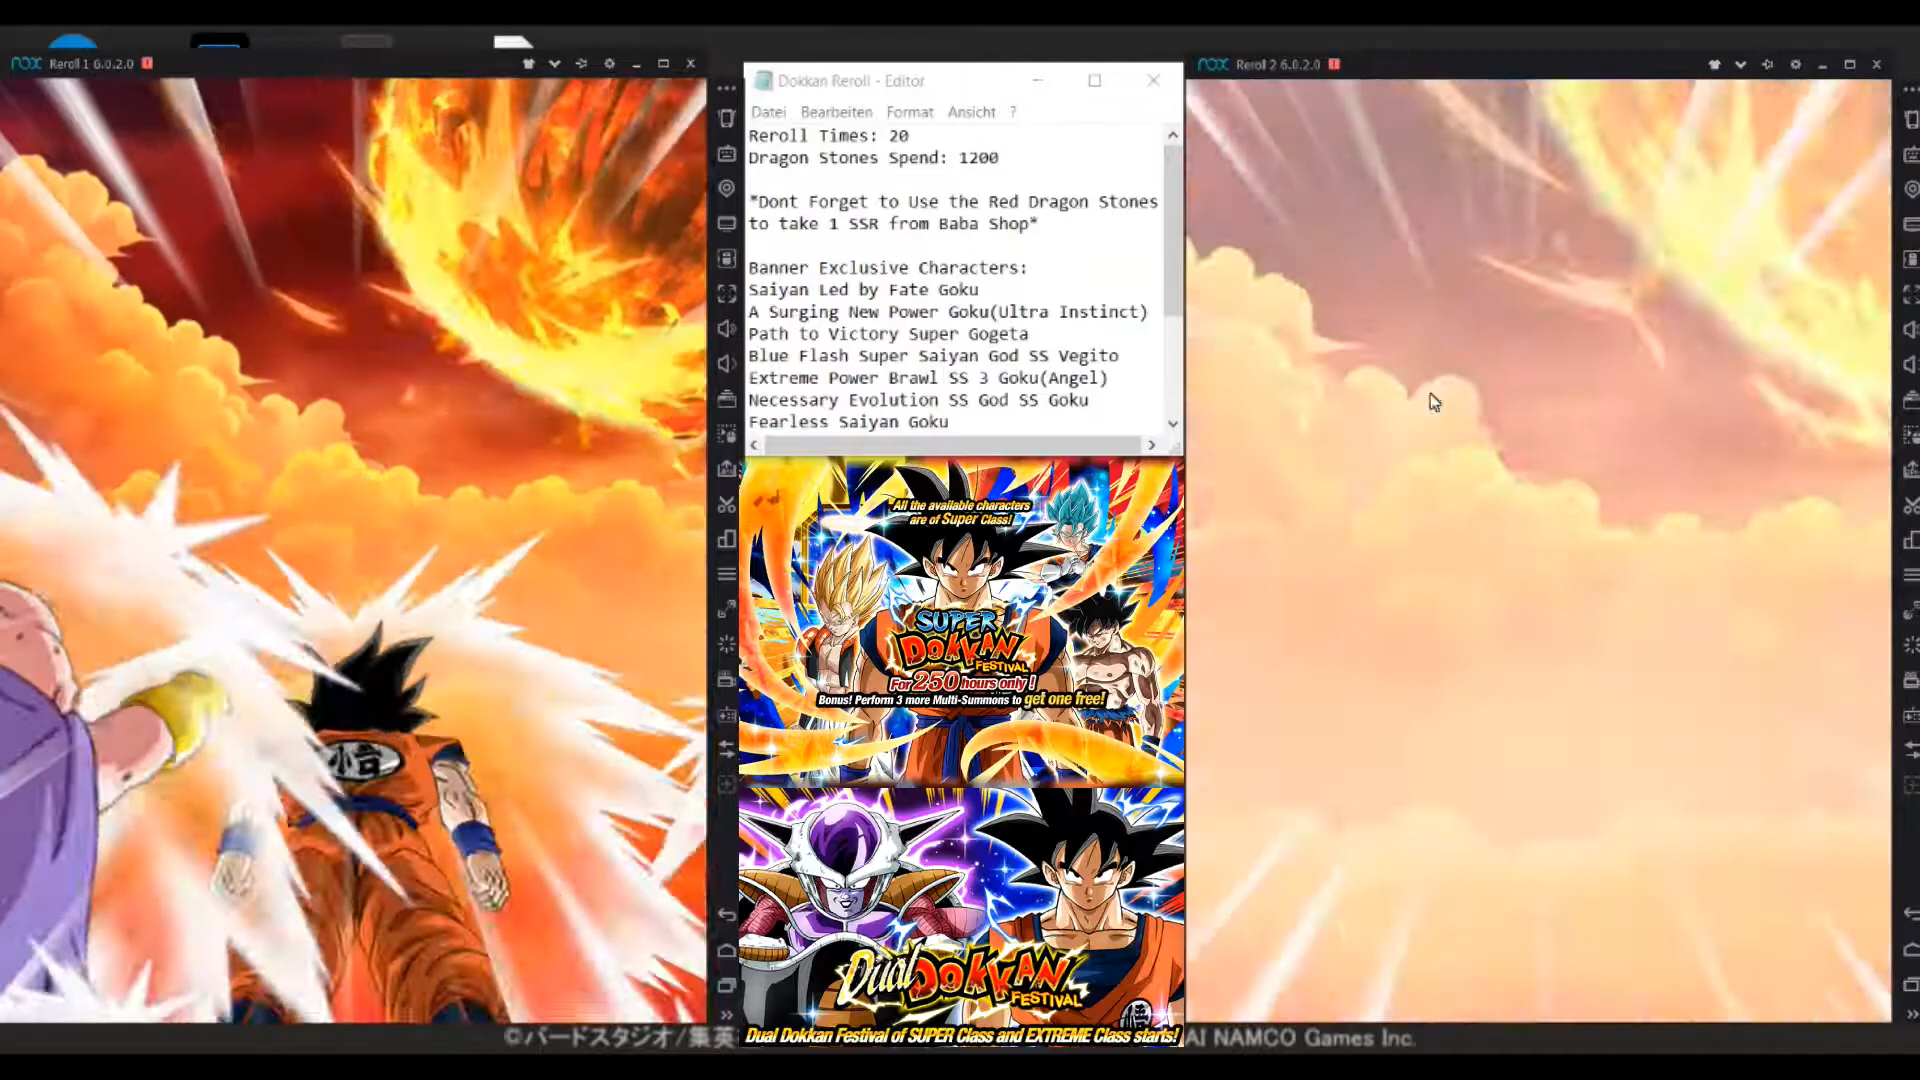 nox Reroll 1 6.0.2.0
Dokkan Reroll - Editor
Datei Bearbeiten Format Ansicht ?
Reroll Times: 20
Dragon Stones Spend: 1200
*Dont Forget to Use the Red Dragon Stones
to take 1 SSR from Baba Shop*
Banner Exclusive Characters:
Saiyan Led by Fate Goku
A Surging New Power Goku(Ultra Instinct)
Path to Victory Super Gogeta
Blue Flash Super Saiyan God SS Vegito
Extreme Power Brawl SS 3 Goku(Angel)
Necessary Evolution SS God SS Goku
Fearless Saiyan Goku
nox Reroll 2 6.0.2.0
All the available characters
are of Super Class!
SUPER
DOKKAN
FESTIVAL
For 250 hours only!
Bonus! Perform 3 more Multi-Summons to get one free!
悟
Dual DOKKAN
FESTIVAL
Dual Dokkan Festival of SUPER Class and EXTREME Class starts!
©バードスタジオ/集英
AI NAMCO Games Inc.